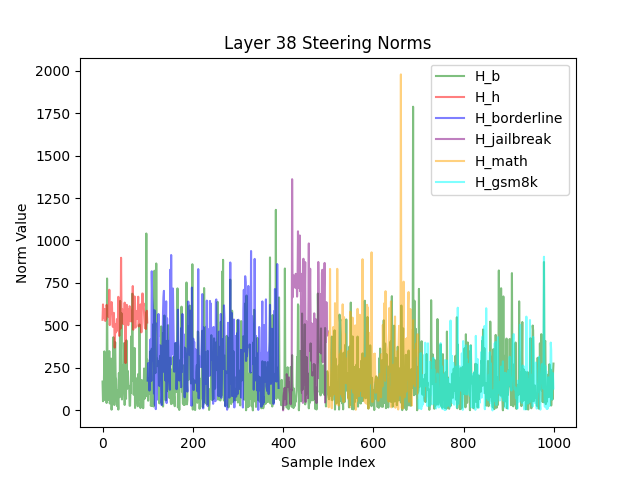 Layer 38 Steering Norms
H_b
H_h
H_borderline
H_jailbreak
H_math
H_gsm8k
Norm Value
2000
1750
1500
1250
1000
750
500
250
0
0 200 400 600 800 1000
Sample Index